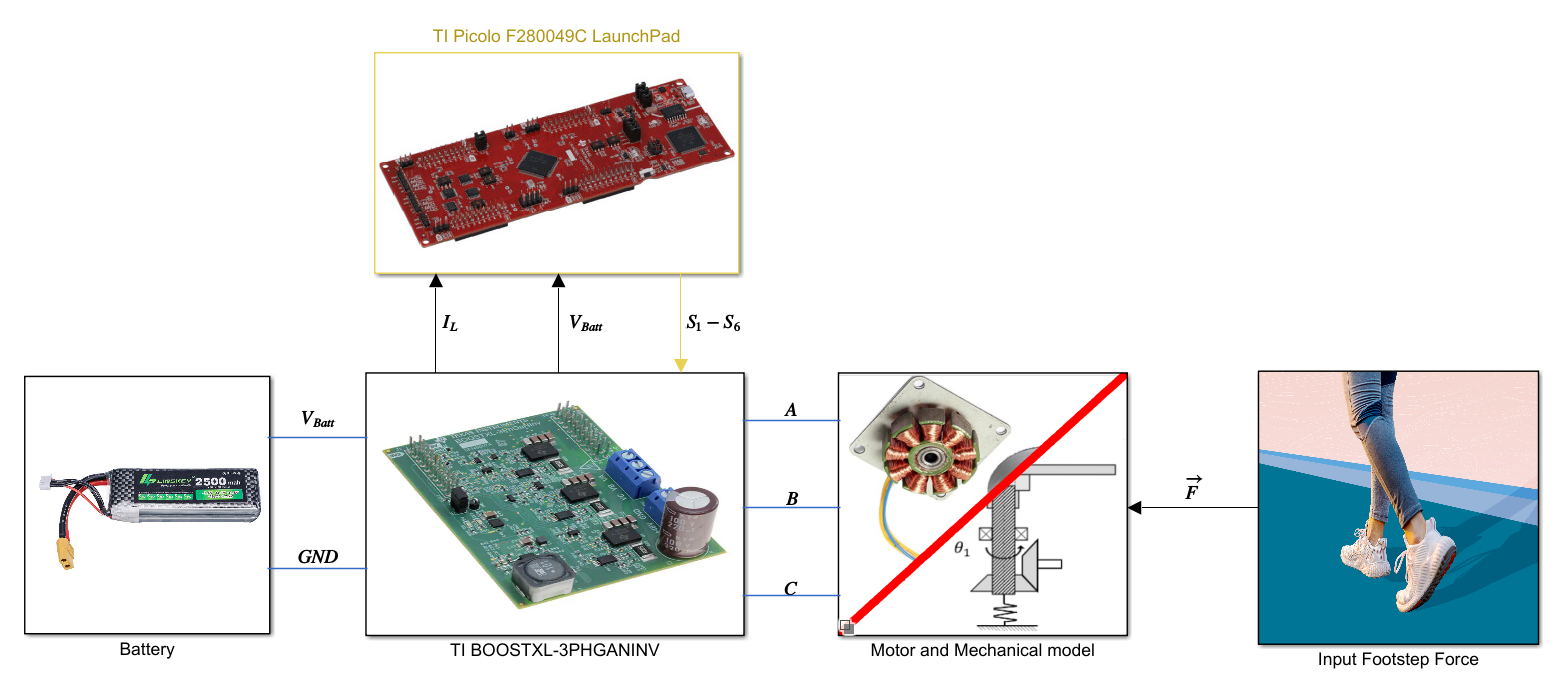 TI Picolo F280049C LaunchPad
I_L
V_Batt
S_1 − S_6
V_Batt
GND
LINSKEY
2500 mah
Battery
TI BOOSTXL-3PHGANINV
A
B
C
θ_1
Motor and Mechanical model
F⃗
Input Footstep Force